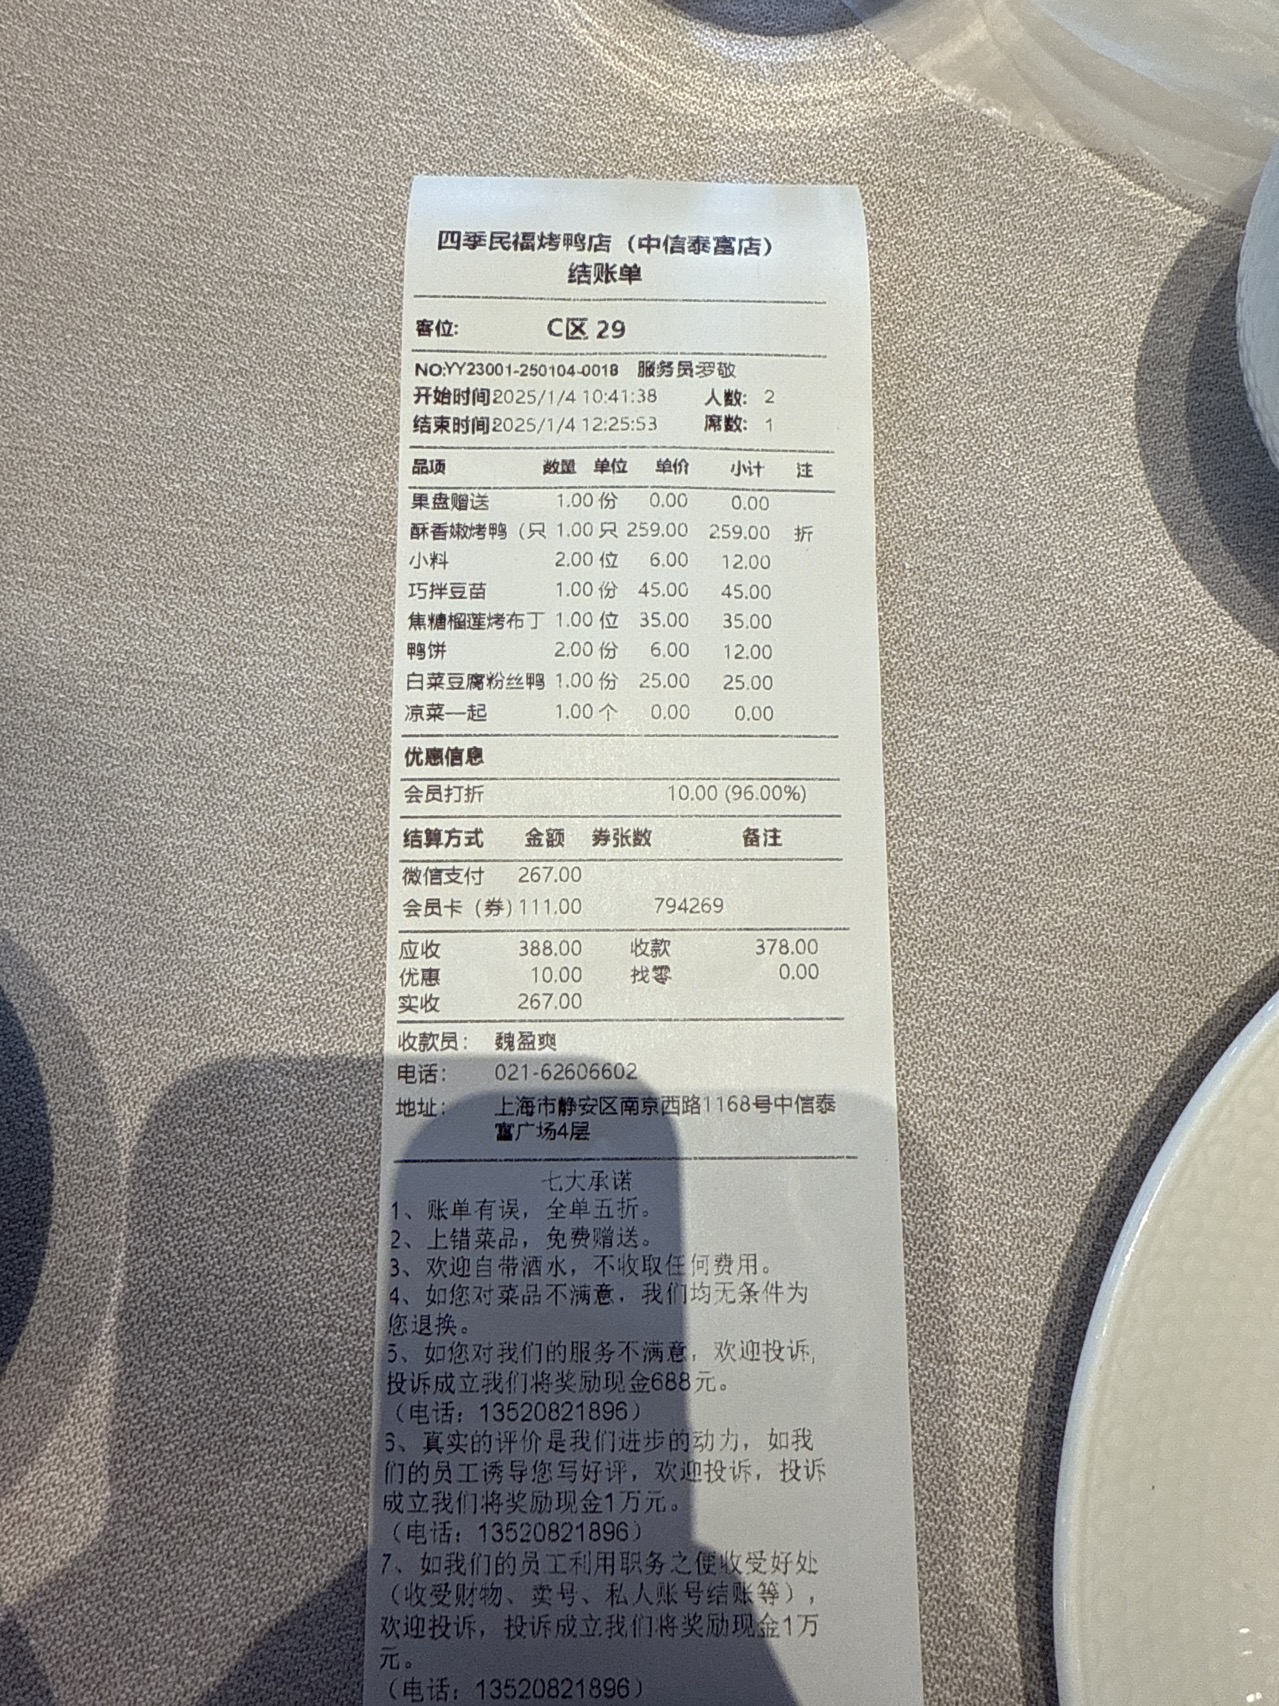 四季民福烤鸭店（中信泰富店）
结账单
客位: C区 29
NO:YY23001-250104-0018 服务员罗敬
开始时间2025/1/4 10:41:38 人数: 2
结束时间2025/1/4 12:25:53 席数: 1
品项 数量 单位 单价 小计 注
果盘赠送 1.00 份 0.00 0.00
酥香嫩烤鸭（只 1.00 只 259.00 259.00 折
小料 2.00 位 6.00 12.00
巧拌豆苗 1.00 份 45.00 45.00
焦糖榴莲烤布丁 1.00 位 35.00 35.00
鸭饼 2.00 份 6.00 12.00
白菜豆腐粉丝鸭 1.00 份 25.00 25.00
凉菜一起 1.00 个 0.00 0.00
优惠信息
会员打折 10.00 (96.00%)
结算方式 金额 券张数 备注
微信支付 267.00
会员卡（券）111.00 794269
应收 388.00 收款 378.00
优惠 10.00 找零 0.00
实收 267.00
收款员: 魏盈爽
电话: 021-62606602
地址: 上海市静安区南京西路1168号中信泰
富广场4层
七大承诺
1、账单有误，全单五折。
2、上错菜品，免费赠送。
3、欢迎自带酒水，不收取任何费用。
4、如您对菜品不满意，我们均无条件为
您退换。
5、如您对我们的服务不满意，欢迎投诉，
投诉成立我们将奖励现金688元。
（电话：13520821896）
6、真实的评价是我们进步的动力，如我
们的员工诱导您写好评，欢迎投诉，投诉
成立我们将奖励现金1万元。
（电话：13520821896）
7、如我们的员工利用职务之便收受好处
（收受财物、卖号、私人账号结账等），
欢迎投诉，投诉成立我们将奖励现金1万
元。
（电话：13520821896）